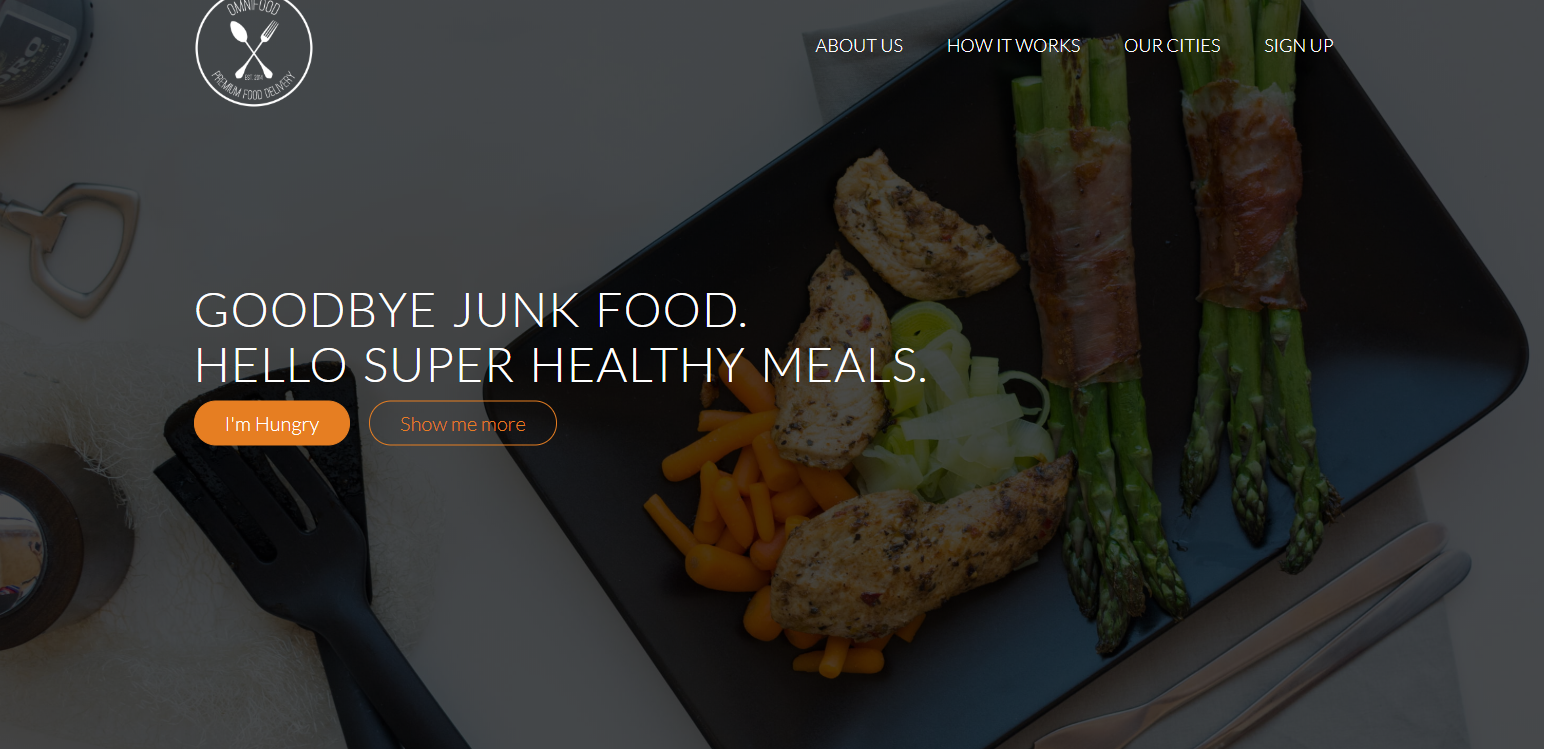 OMNIFOOD
EST. 2014
PREMIUM FOOD DELIVERY
ABOUT US
HOW IT WORKS
OUR CITIES
SIGN UP
GOODBYE JUNK FOOD.
HELLO SUPER HEALTHY MEALS.
I'm Hungry
Show me more